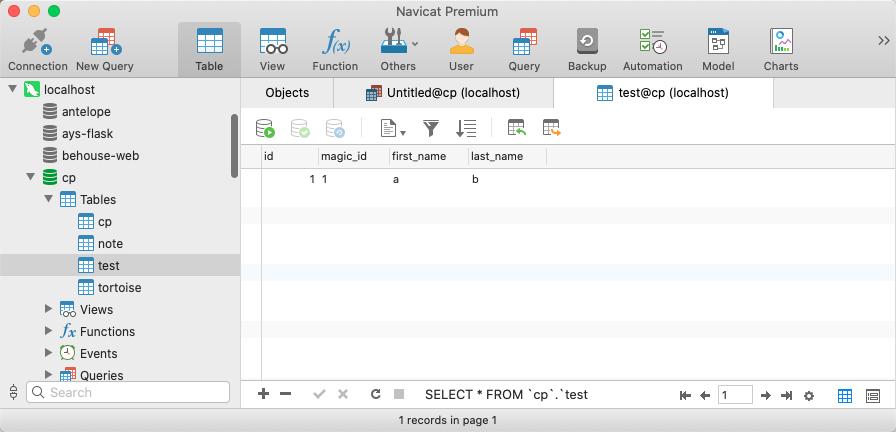 Navicat Premium
Connection New Query Table View Function Others User Query Backup Automation Model Charts
localhost
antelope
ays-flask
behouse-web
cp
Tables
cp
note
test
tortoise
Views
Functions
Events
Queries
Search
Objects Untitled@cp (localhost) test@cp (localhost)
id magic_id first_name last_name
1 1 a b
SELECT * FROM `cp`.`test
1
1 records in page 1